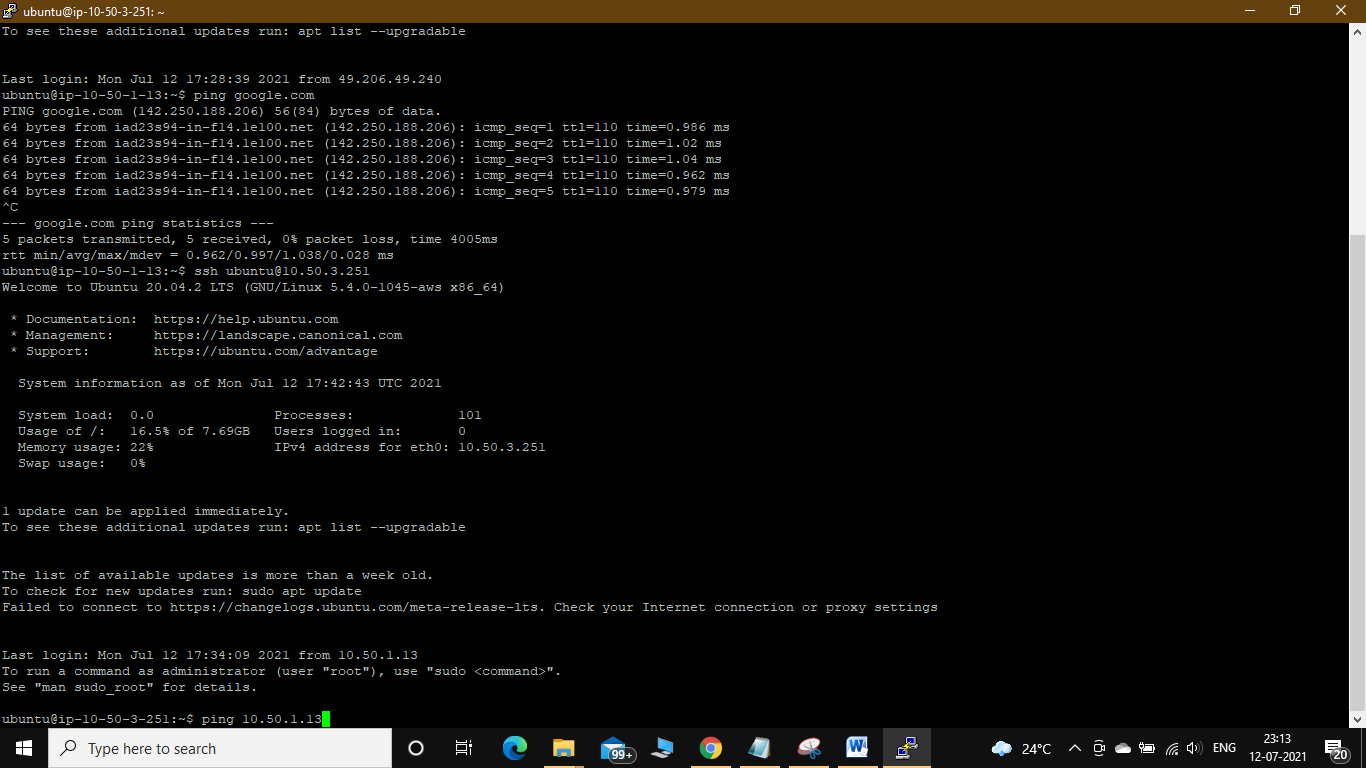 ubuntu@ip-10-50-3-251: ~
To see these additional updates run: apt list --upgradable
Last login: Mon Jul 12 17:28:39 2021 from 49.206.49.240
ubuntu@ip-10-50-1-13:~$ ping google.com
PING google.com (142.250.188.206) 56(84) bytes of data.
64 bytes from iad23s94-in-f14.1e100.net (142.250.188.206): icmp_seq=1 ttl=110 time=0.986 ms
64 bytes from iad23s94-in-f14.1e100.net (142.250.188.206): icmp_seq=2 ttl=110 time=1.02 ms
64 bytes from iad23s94-in-f14.1e100.net (142.250.188.206): icmp_seq=3 ttl=110 time=1.04 ms
64 bytes from iad23s94-in-f14.1e100.net (142.250.188.206): icmp_seq=4 ttl=110 time=0.962 ms
64 bytes from iad23s94-in-f14.1e100.net (142.250.188.206): icmp_seq=5 ttl=110 time=0.979 ms
^C
--- google.com ping statistics ---
5 packets transmitted, 5 received, 0% packet loss, time 4005ms
rtt min/avg/max/mdev = 0.962/0.997/1.038/0.028 ms
ubuntu@ip-10-50-1-13:~$ ssh ubuntu@10.50.3.251
Welcome to Ubuntu 20.04.2 LTS (GNU/Linux 5.4.0-1045-aws x86_64)
* Documentation:  https://help.ubuntu.com
* Management:     https://landscape.canonical.com
* Support:        https://ubuntu.com/advantage
System information as of Mon Jul 12 17:42:43 UTC 2021
System load:  0.0               Processes:             101
Usage of /:   16.5% of 7.69GB   Users logged in:       0
Memory usage: 22%               IPv4 address for eth0: 10.50.3.251
Swap usage:   0%
1 update can be applied immediately.
To see these additional updates run: apt list --upgradable
The list of available updates is more than a week old.
To check for new updates run: sudo apt update
Failed to connect to https://changelogs.ubuntu.com/meta-release-lts. Check your Internet connection or proxy settings
Last login: Mon Jul 12 17:34:09 2021 from 10.50.1.13
To run a command as administrator (user "root"), use "sudo <command>".
See "man sudo_root" for details.
ubuntu@ip-10-50-3-251:~$ ping 10.50.1.13
Type here to search
99+
24°C
ENG
23:13
12-07-2021
20